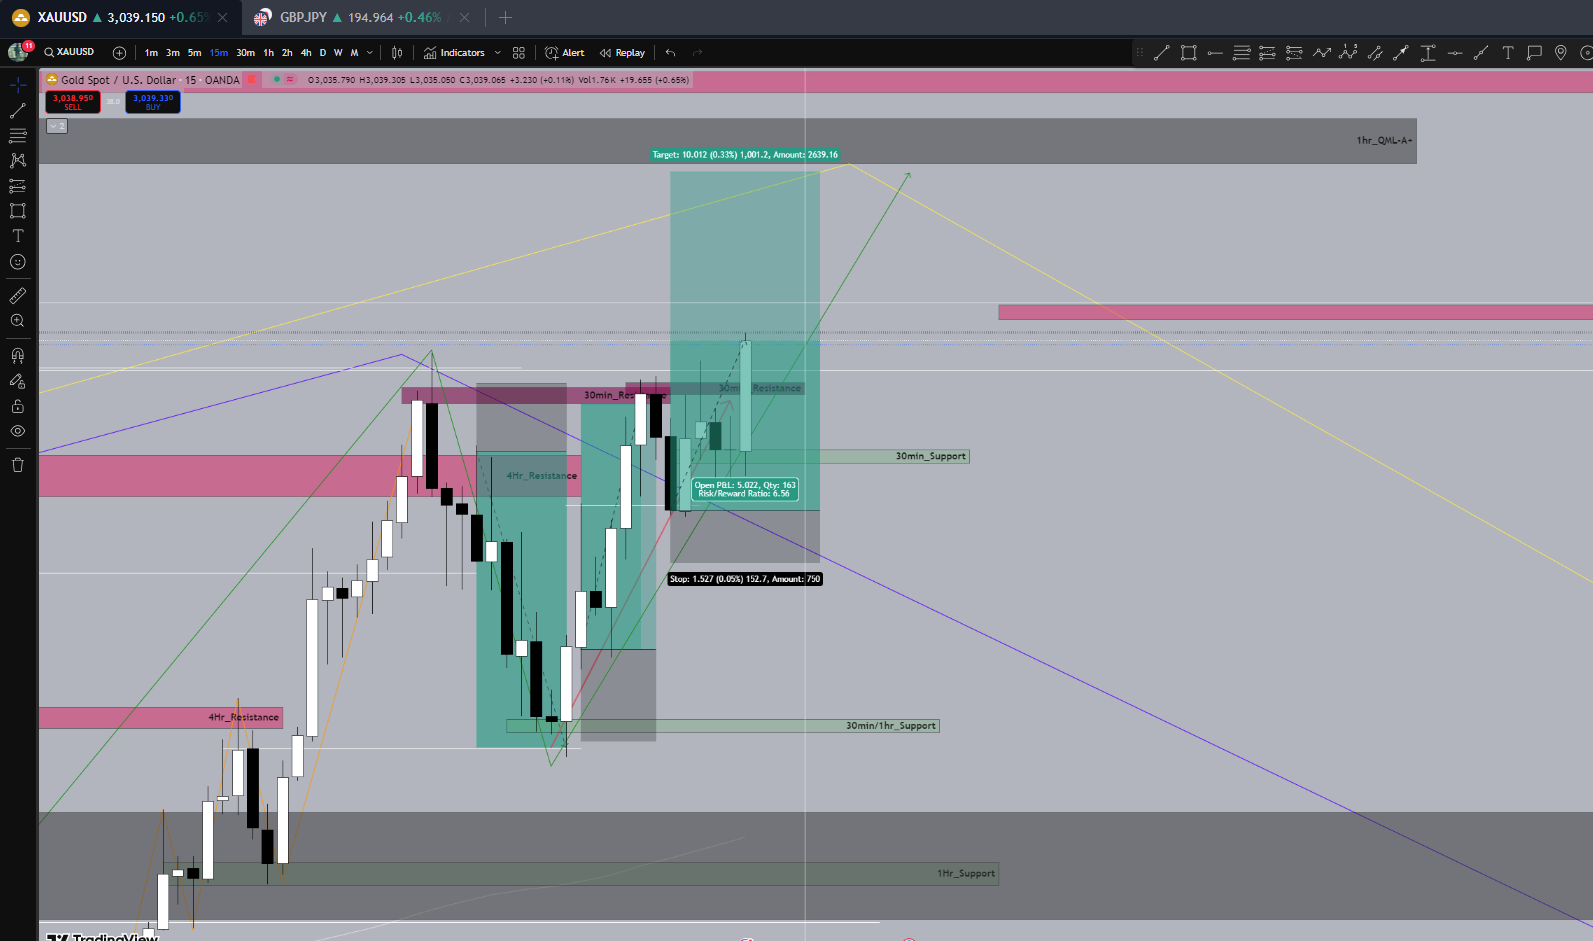 XAUUSD ▲ 3,039.150 +0.65%
GBPJPY ▲ 194.964 +0.46%
11
XAUUSD
1m 3m 5m 15m 30m 1h 2h 4h D W M
Indicators
Alert
Replay
Gold Spot / U.S. Dollar · 15 · OANDA
O3,035.790 H3,039.305 L3,035.050 C3,039.065 +3.230 (+0.11%) Vol1.76 K +19.655 (+0.65%)
3,038.950
SELL
38.0
3,039.330
BUY
2
1hr_QML-A+
Target: 10.012 (0.33%) 1,001.2, Amount: 2639.16
30min_Resistance
30min_Resistance
30min_Support
4Hr_Resistance
Open P&L: 5.022, Qty: 163
Risk/Reward Ratio: 6.56
Stop: 1.527 (0.05%) 152.7, Amount: 750
4Hr_Resistance
30min/1hr_Support
1Hr_Support
TradingView